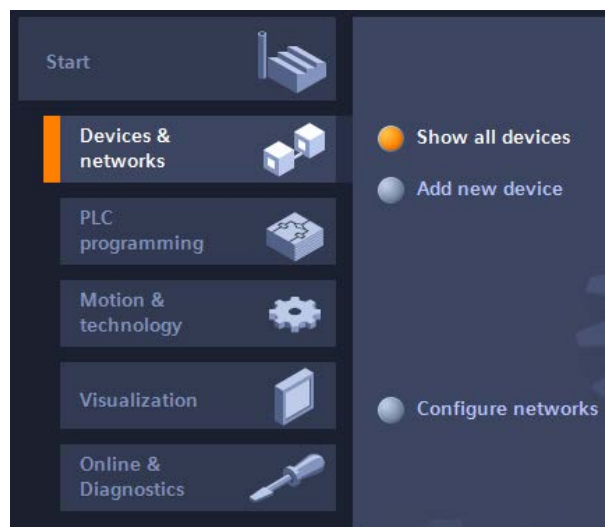 Start
Devices &
networks
PLC
programming
Motion &
technology
Visualization
Online &
Diagnostics
Show all devices
Add new device
Configure networks